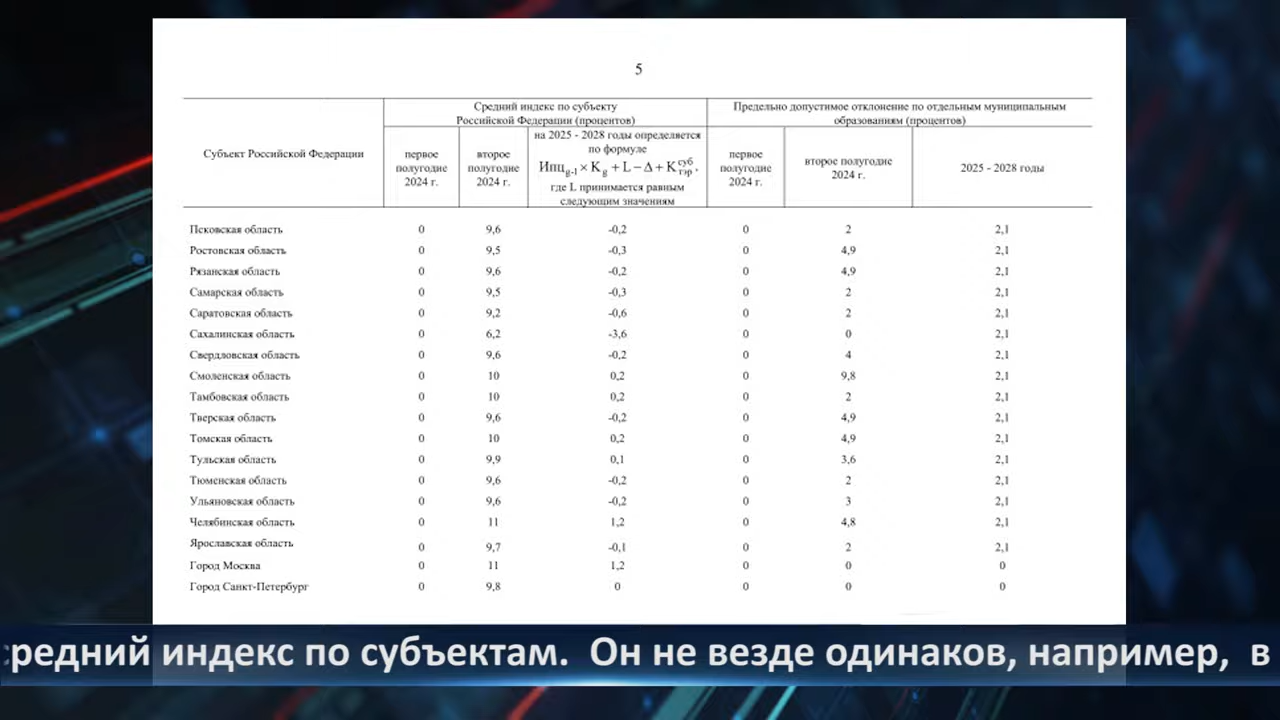 5
Средний индекс по субъекту
Российской Федерации (процентов)
Предельно допустимое отклонение по отдельным муниципальным
образованиям (процентов)
Субъект Российской Федерации
первое
полугодие
2024 г.
второе
полугодие
2024 г.
на 2025 - 2028 годы определяется
по формуле
Ипц g-1 × K g + L – Δ + K суб тэр ,
где L принимается равным
следующим значениям
первое
полугодие
2024 г.
второе полугодие
2024 г.
2025 - 2028 годы
Псковская область 0 9,6 -0,2 0 2 2,1
Ростовская область 0 9,5 -0,3 0 4,9 2,1
Рязанская область 0 9,6 -0,2 0 4,9 2,1
Самарская область 0 9,5 -0,3 0 2 2,1
Саратовская область 0 9,2 -0,6 0 2 2,1
Сахалинская область 0 6,2 -3,6 0 0 2,1
Свердловская область 0 9,6 -0,2 0 4 2,1
Смоленская область 0 10 0,2 0 9,8 2,1
Тамбовская область 0 10 0,2 0 2 2,1
Тверская область 0 9,6 -0,2 0 4,9 2,1
Томская область 0 10 0,2 0 4,9 2,1
Тульская область 0 9,9 0,1 0 3,6 2,1
Тюменская область 0 9,6 -0,2 0 2 2,1
Ульяновская область 0 9,6 -0,2 0 3 2,1
Челябинская область 0 11 1,2 0 4,8 2,1
Ярославская область 0 9,7 -0,1 0 2 2,1
Город Москва 0 11 1,2 0 0 0
Город Санкт-Петербург 0 9,8 0 0 0 0
средний индекс по субъектам. Он не везде одинаков, например, в